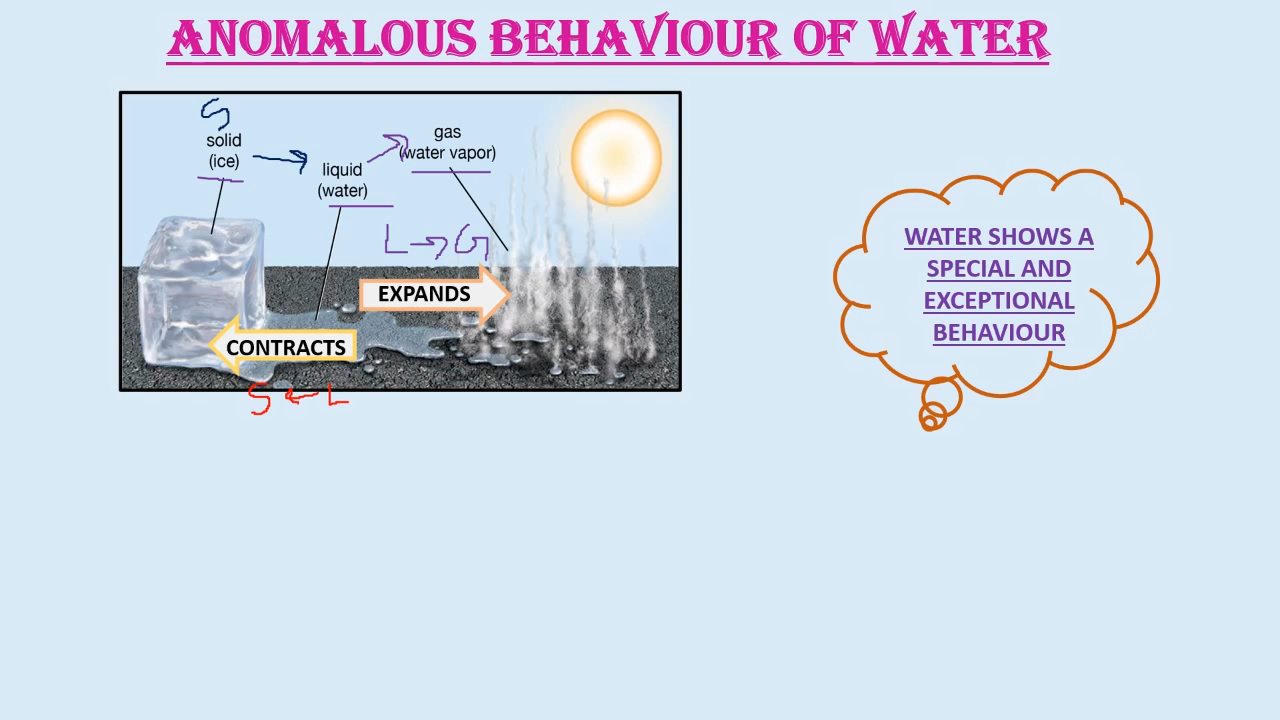 ANOMALOUS BEHAVIOUR OF WATER
S
solid
(ice)
liquid
(water)
gas
(water vapor)
L → G
EXPANDS
CONTRACTS
S ← L
WATER SHOWS A
SPECIAL AND
EXCEPTIONAL
BEHAVIOUR